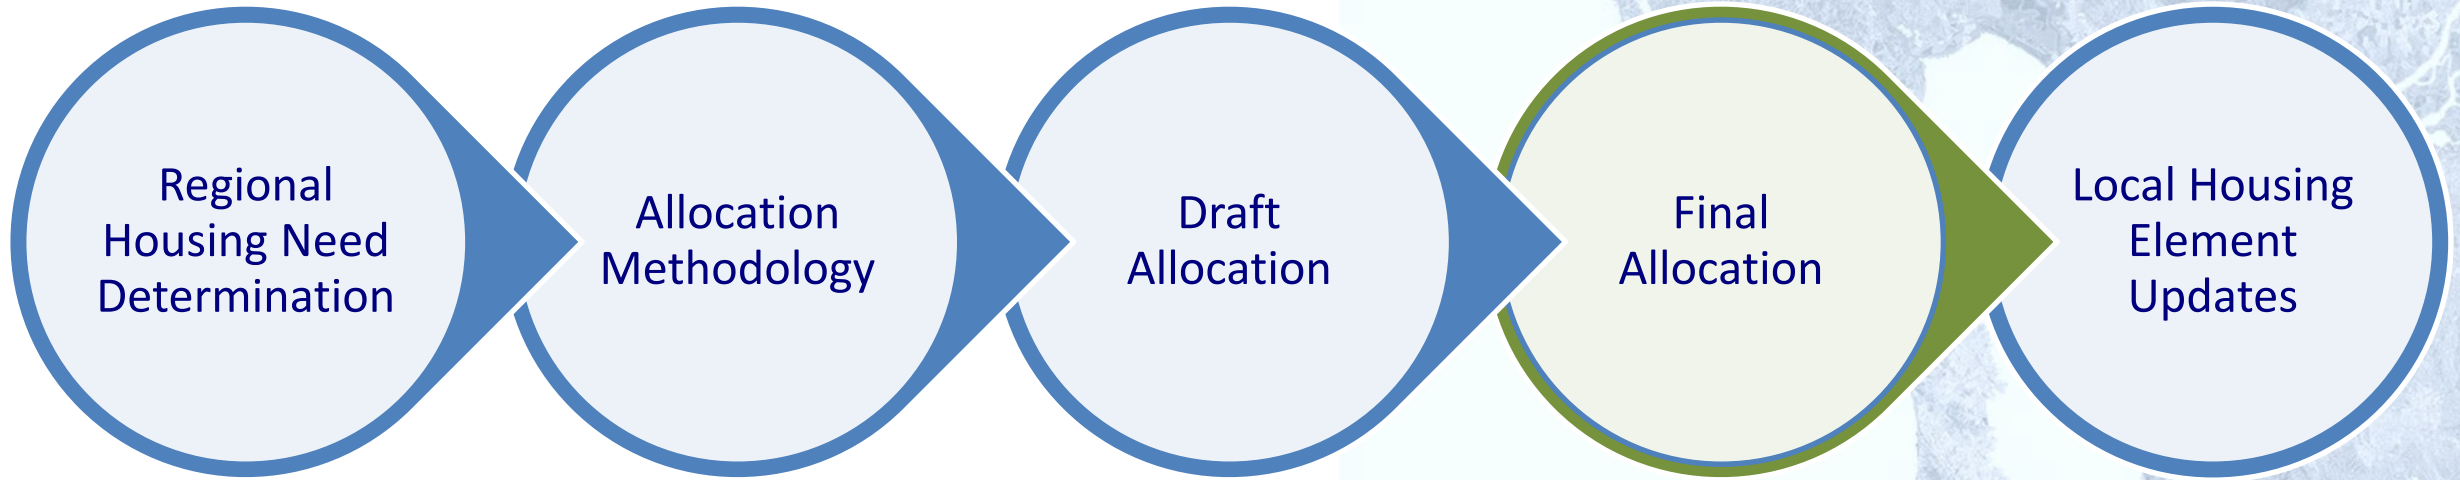 Regional
Housing Need
Determination
Allocation
Methodology
Draft
Allocation
Final
Allocation
Local Housing
Element
Updates